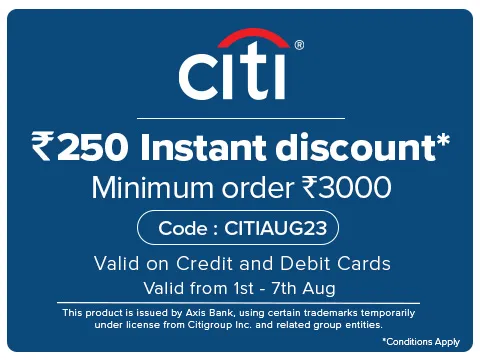 citi®
₹250 Instant discount*
Minimum order ₹3000
Code : CITIAUG23
Valid on Credit and Debit Cards
Valid from 1st - 7th Aug
This product is issued by Axis Bank, using certain trademarks temporarily
under license from Citigroup Inc. and related group entities.
*Conditions Apply